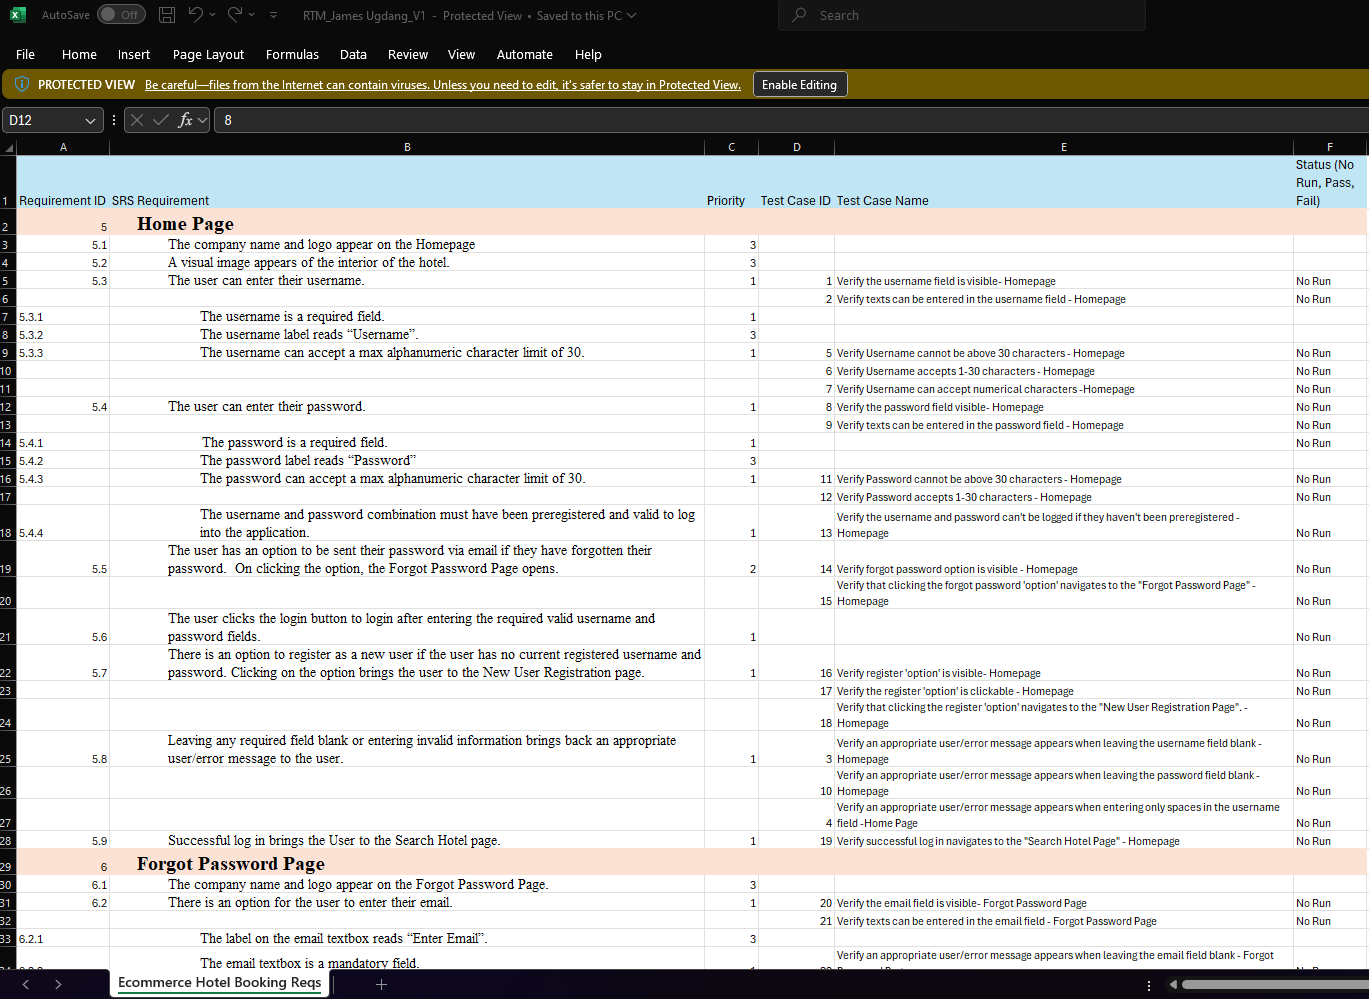 AutoSave Off RTM_James Ugdang_V1 - Protected View • Saved to this PC Search
File Home Insert Page Layout Formulas Data Review View Automate Help
PROTECTED VIEW Be careful—files from the Internet can contain viruses. Unless you need to edit, it's safer to stay in Protected View. Enable Editing
D12 fx 8
A B C D E F
1 Requirement ID SRS Requirement Priority Test Case ID Test Case Name Status (No Run, Pass, Fail)
2 5 Home Page
3 5.1 The company name and logo appear on the Homepage 3
4 5.2 A visual image appears of the interior of the hotel. 3
5 5.3 The user can enter their username. 1 1 Verify the username field is visible- Homepage No Run
6 2 Verify texts can be entered in the username field - Homepage No Run
7 5.3.1 The username is a required field. 1
8 5.3.2 The username label reads “Username”. 3
9 5.3.3 The username can accept a max alphanumeric character limit of 30. 1 5 Verify Username cannot be above 30 characters - Homepage No Run
10 6 Verify Username accepts 1-30 characters - Homepage No Run
11 7 Verify Username can accept numerical characters -Homepage No Run
12 5.4 The user can enter their password. 1 8 Verify the password field visible- Homepage No Run
13 9 Verify texts can be entered in the password field - Homepage No Run
14 5.4.1 The password is a required field. 1 No Run
15 5.4.2 The password label reads “Password” 3
16 5.4.3 The password can accept a max alphanumeric character limit of 30. 1 11 Verify Password cannot be above 30 characters - Homepage No Run
17 12 Verify Password accepts 1-30 characters - Homepage No Run
The username and password combination must have been preregistered and valid to log Verify the username and password can't be logged if they haven't been preregistered -
18 5.4.4 into the application. 1 13 Homepage No Run
The user has an option to be sent their password via email if they have forgotten their
19 5.5 password. On clicking the option, the Forgot Password Page opens. 2 14 Verify forgot password option is visible - Homepage No Run
Verify that clicking the forgot password 'option' navigates to the "Forgot Password Page" -
20 15 Homepage No Run
The user clicks the login button to login after entering the required valid username and
21 5.6 password fields. 1 No Run
There is an option to register as a new user if the user has no current registered username and
22 5.7 password. Clicking on the option brings the user to the New User Registration page. 1 16 Verify register 'option' is visible- Homepage No Run
23 17 Verify the register 'option' is clickable - Homepage No Run
Verify that clicking the register 'option' navigates to the "New User Registration Page". -
24 18 Homepage No Run
Leaving any required field blank or entering invalid information brings back an appropriate Verify an appropriate user/error message appears when leaving the username field blank -
25 5.8 user/error message to the user. 1 3 Homepage No Run
Verify an appropriate user/error message appears when leaving the password field blank -
26 10 Homepage No Run
Verify an appropriate user/error message appears when entering only spaces in the username
27 4 field -Home Page No Run
28 5.9 Successful log in brings the User to the Search Hotel page. 1 19 Verify successful log in navigates to the "Search Hotel Page" - Homepage No Run
29 6 Forgot Password Page
30 6.1 The company name and logo appear on the Forgot Password Page. 3
31 6.2 There is an option for the user to enter their email. 1 20 Verify the email field is visible- Forgot Password Page No Run
32 21 Verify texts can be entered in the email field - Forgot Password Page No Run
33 6.2.1 The label on the email textbox reads “Enter Email”. 3
The email textbox is a mandatory field. Verify an appropriate user/error message appears when leaving the email field blank - Forgot
Ecommerce Hotel Booking Reqs